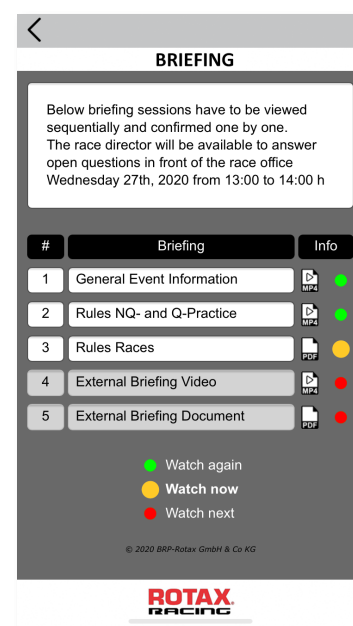 BRIEFING
Below briefing sessions have to be viewed
sequentially and confirmed one by one.
The race director will be available to answer
open questions in front of the race office
Wednesday 27th, 2020 from 13:00 to 14:00 h
# Briefing Info
1 General Event Information MP4
2 Rules NQ- and Q-Practice MP4
3 Rules Races PDF
4 External Briefing Video MP4
5 External Briefing Document PDF
Watch again
Watch now
Watch next
© 2020 BRP-Rotax GmbH & Co KG
ROTAX.
RACING